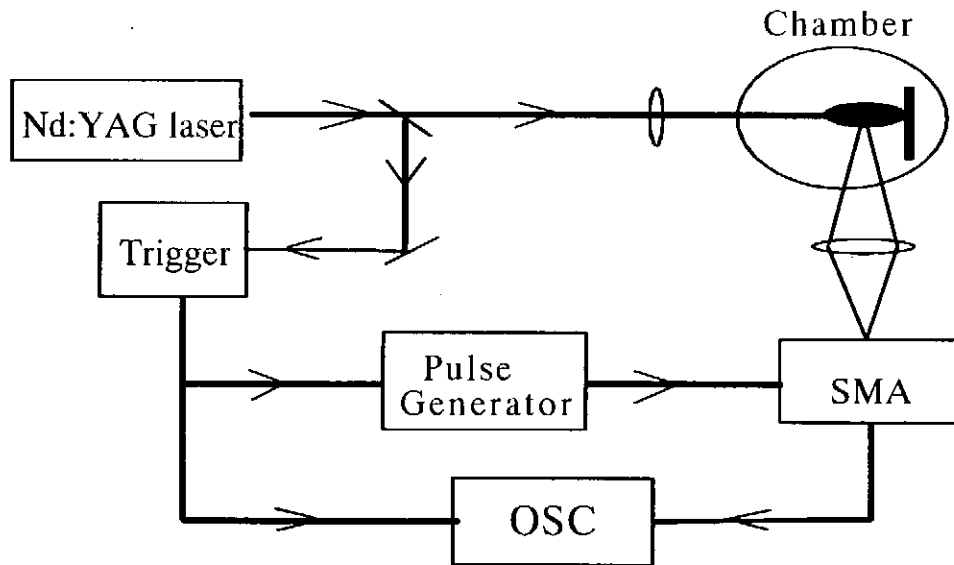 Chamber
Nd:YAG laser
Trigger
Pulse
Generator
SMA
OSC